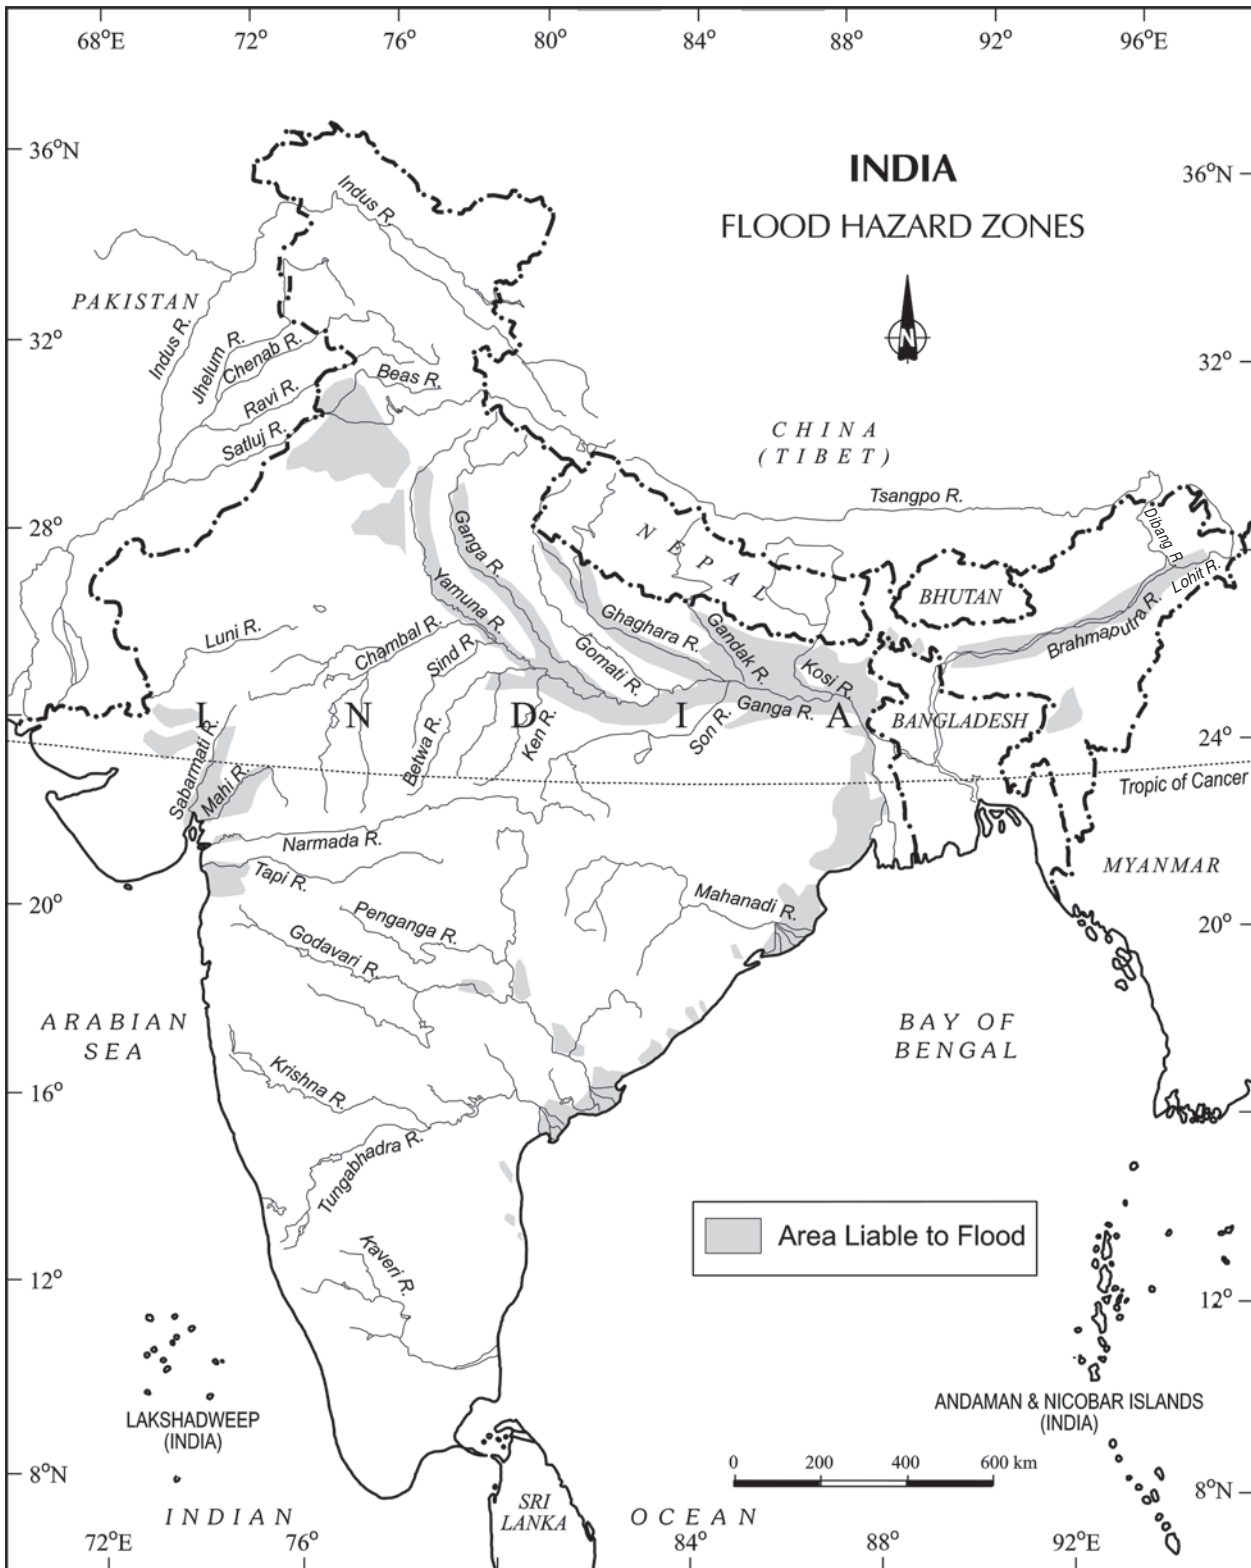 68°E 72° 76° 80° 84° 88° 92° 96°E
36°N
INDIA
36°N
FLOOD HAZARD ZONES
Indus R.
N
PAKISTAN
Indus R.
Jhelum R.
Chenab R.
32°
32°
Beas R.
Ravi R.
Satluj R.
CHINA
(TIBET)
Tsangpo R.
28°
Dibang R.
NEPAL
Ganga R.
Yamuna R.
Lohit R.
BHUTAN
Brahmaputra R.
Ghaghara R.
Gandak R.
Luni R.
Chambal R.
Sind R.
Gomati R.
Kosi R.
I N D I A
Ganga R.
BANGLADESH
Sabarmati R.
Betwa R.
Ken R.
Son R.
24°
Mahi R.
Tropic of Cancer
Narmada R.
MYANMAR
Tapi R.
Mahanadi R.
20°
20°
Penganga R.
Godavari R.
ARABIAN
SEA
BAY OF
BENGAL
Krishna R.
16°
Tungabhadra R.
Area Liable to Flood
Kaveri R.
12°
12°
LAKSHADWEEP
(INDIA)
ANDAMAN & NICOBAR ISLANDS
(INDIA)
0 200 400 600 km
8°N
8°N
SRI
LANKA
INDIAN OCEAN
72°E 76° 84° 88° 92°E